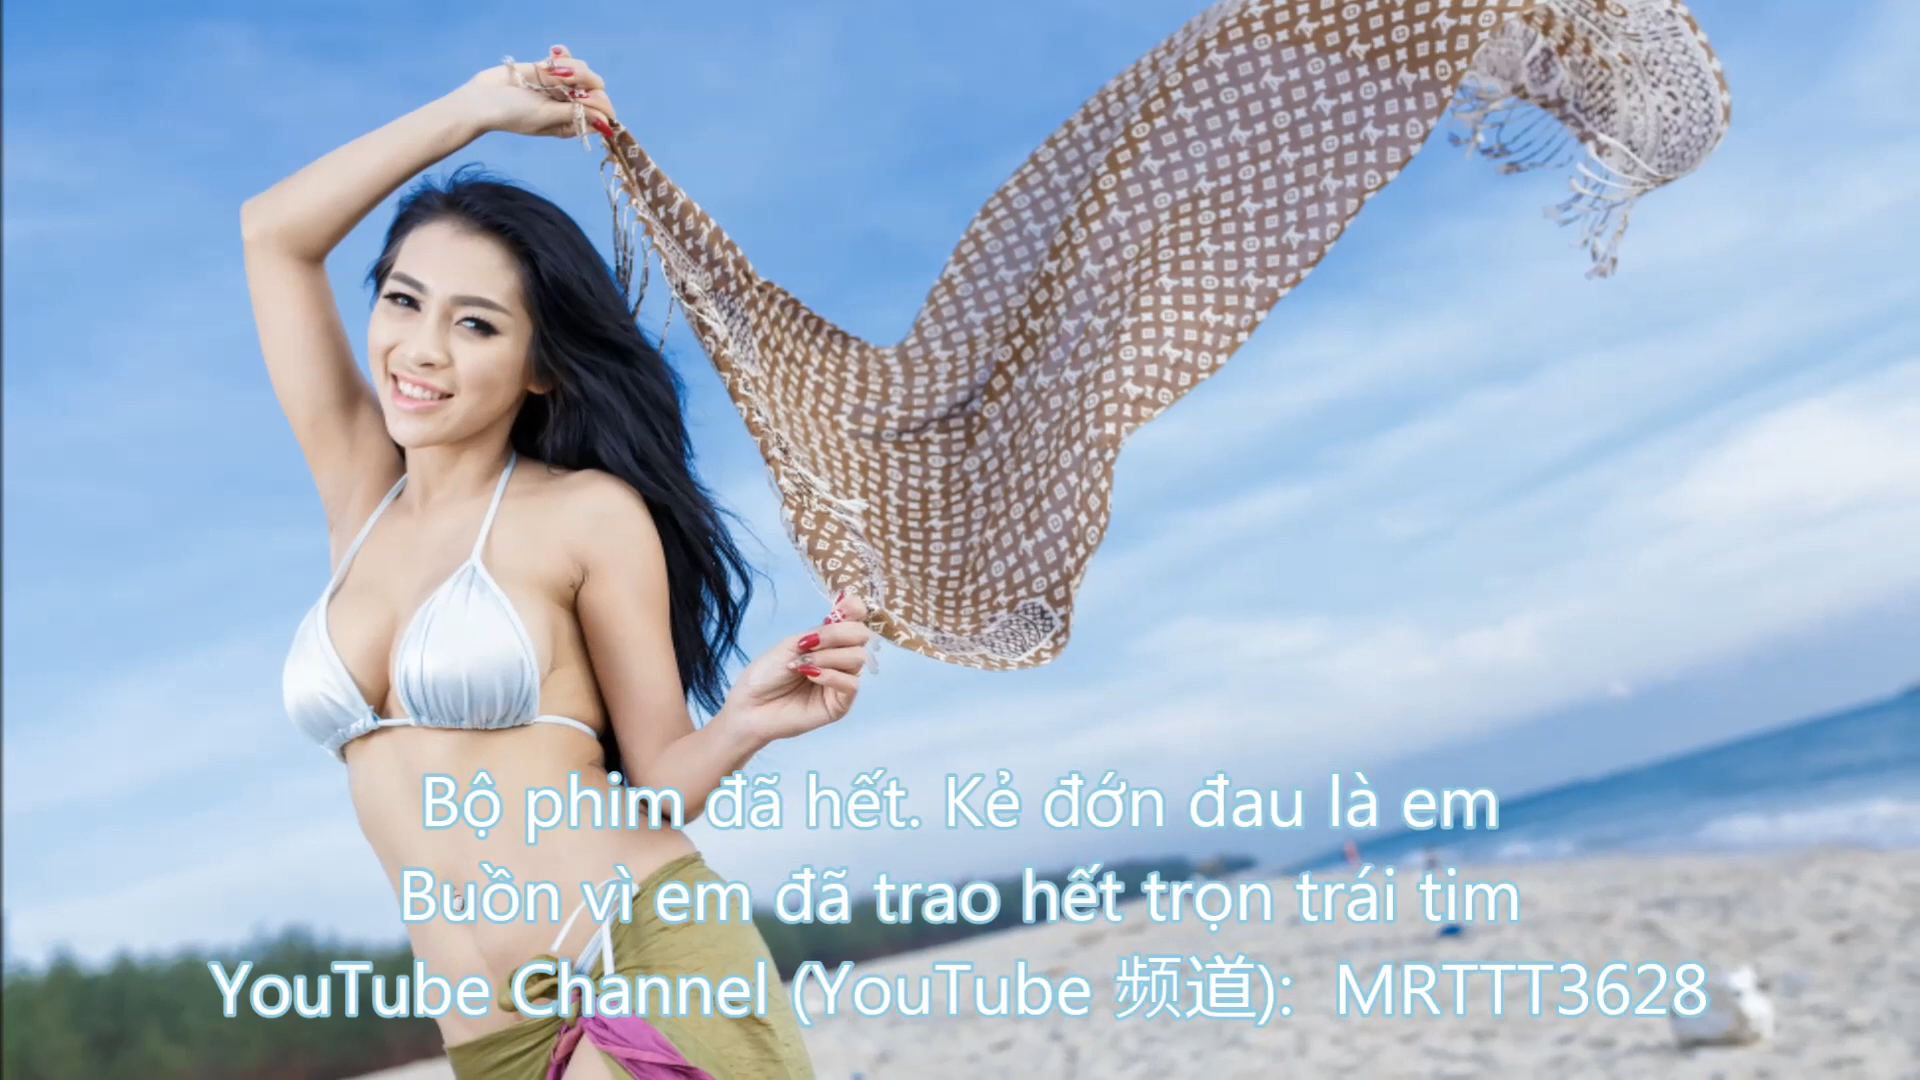 Bộ phim đã hết. Kẻ đớn đau là em
Buồn vì em đã trao hết trọn trái tim
YouTube Channel (YouTube 频道):  MRTTT3628